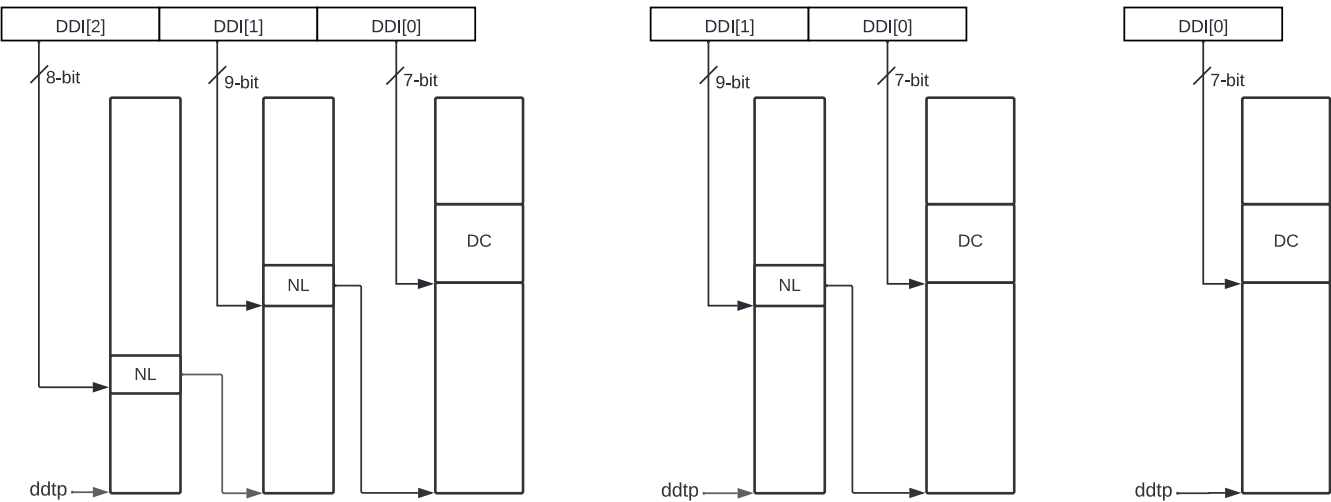 DDI[2] DDI[1] DDI[0]
8-bit 9-bit 7-bit
DC
NL
NL
ddtp
DDI[1] DDI[0]
9-bit 7-bit
DC
NL
ddtp
DDI[0]
7-bit
DC
ddtp